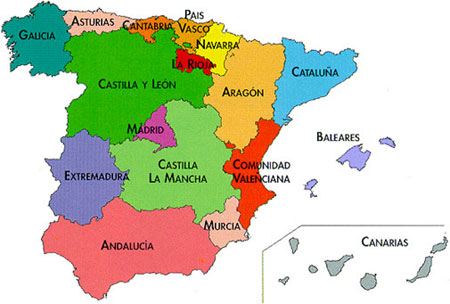 GALICIA
ASTURIAS
CANTABRIA
PAIS
VASCO
NAVARRA
LA RIOJA
CASTILLA Y LEÓN
ARAGÓN
CATALUÑA
MADRID
BALEARES
EXTREMADURA
CASTILLA
LA MANCHA
COMUNIDAD
VALENCIANA
ANDALUCÍA
MURCIA
CANARIAS